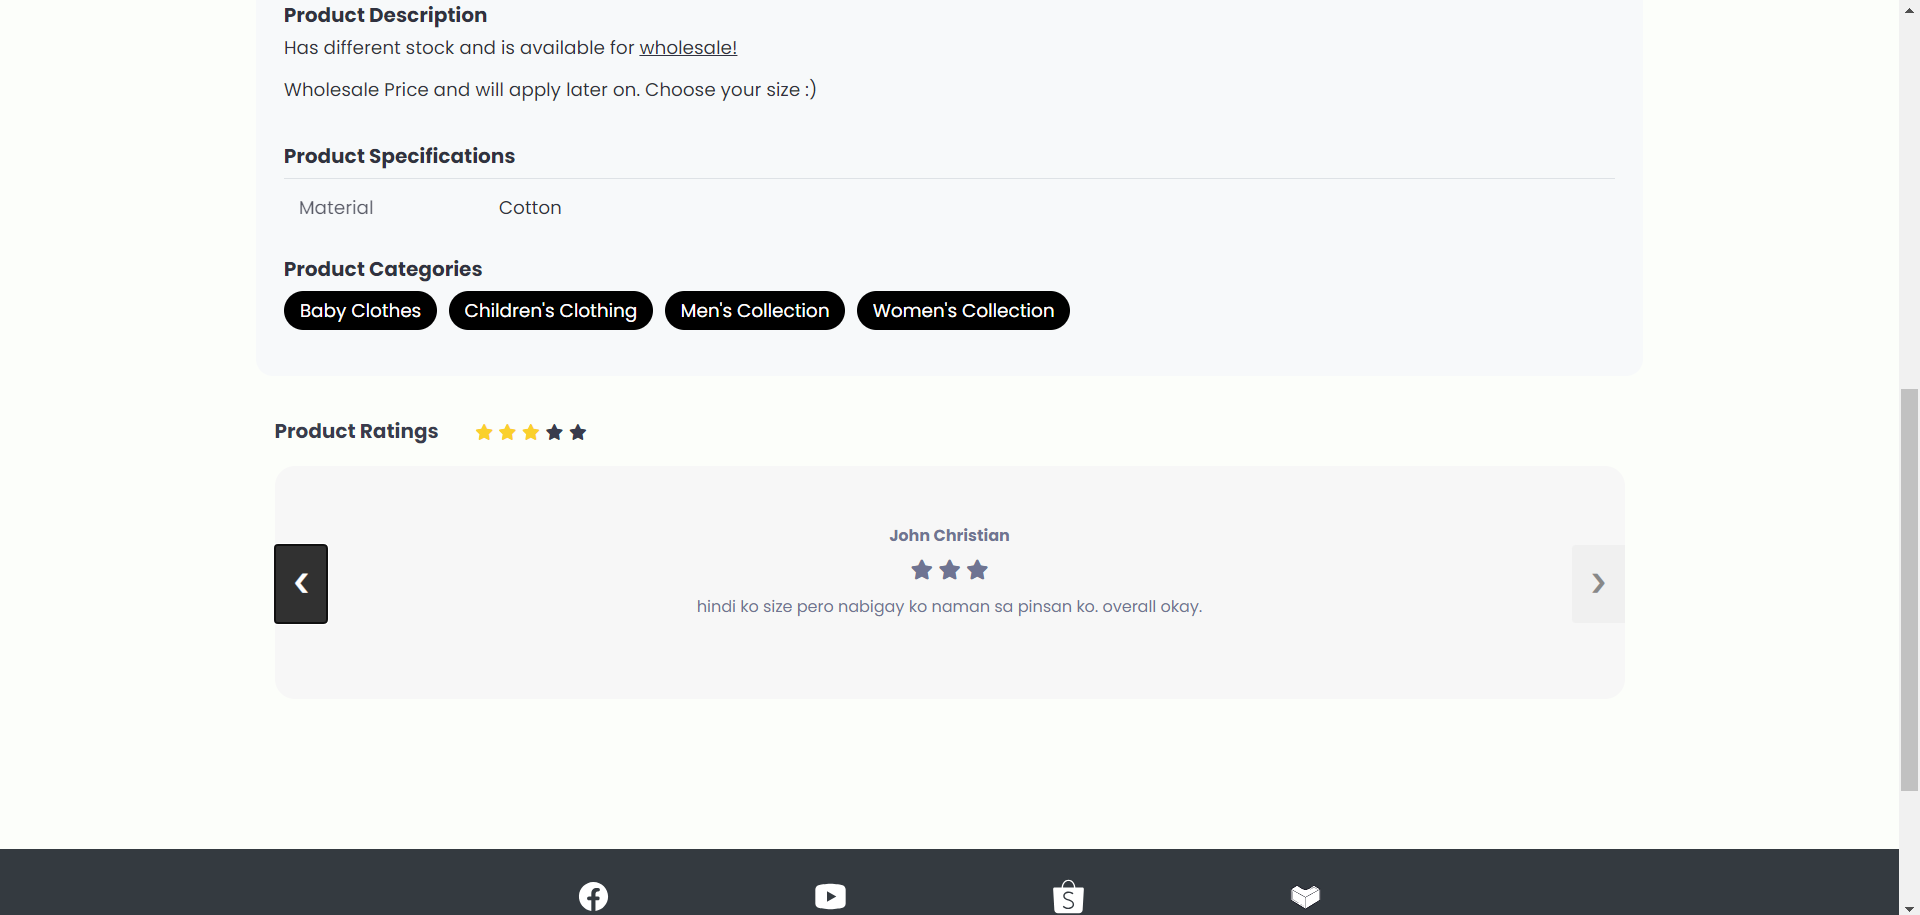 Product Description
Has different stock and is available for wholesale!
Wholesale Price and will apply later on. Choose your size :)
Product Specifications
Material Cotton
Product Categories
Baby Clothes Children's Clothing Men's Collection Women's Collection
Product Ratings
John Christian
hindi ko size pero nabigay ko naman sa pinsan ko. overall okay.